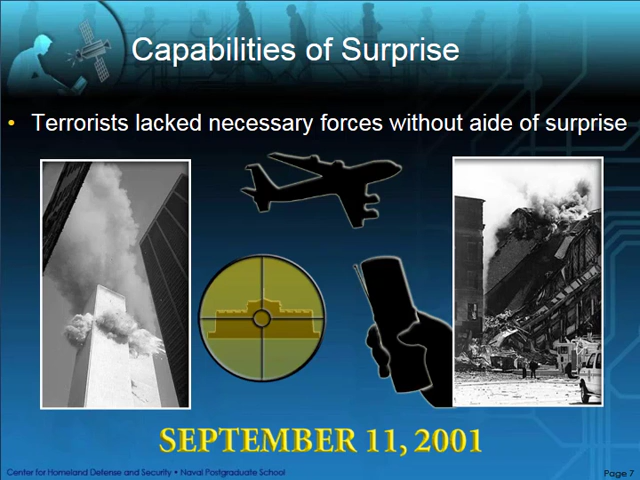 Capabilities of Surprise
• Terrorists lacked necessary forces without aide of surprise
SEPTEMBER 11, 2001
Center for Homeland Defense and Security • Naval Postgraduate School
Page 7